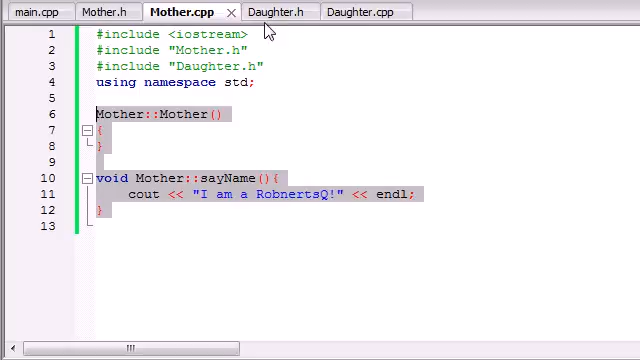 main.cpp Mother.h Mother.cpp Daughter.h Daughter.cpp
1 #include <iostream>
2 #include "Mother.h"
3 #include "Daughter.h"
4 using namespace std;
5
6 Mother::Mother()
7 {
8 }
9
10 void Mother::sayName(){
11 cout << "I am a RobnertsQ!" << endl;
12 }
13